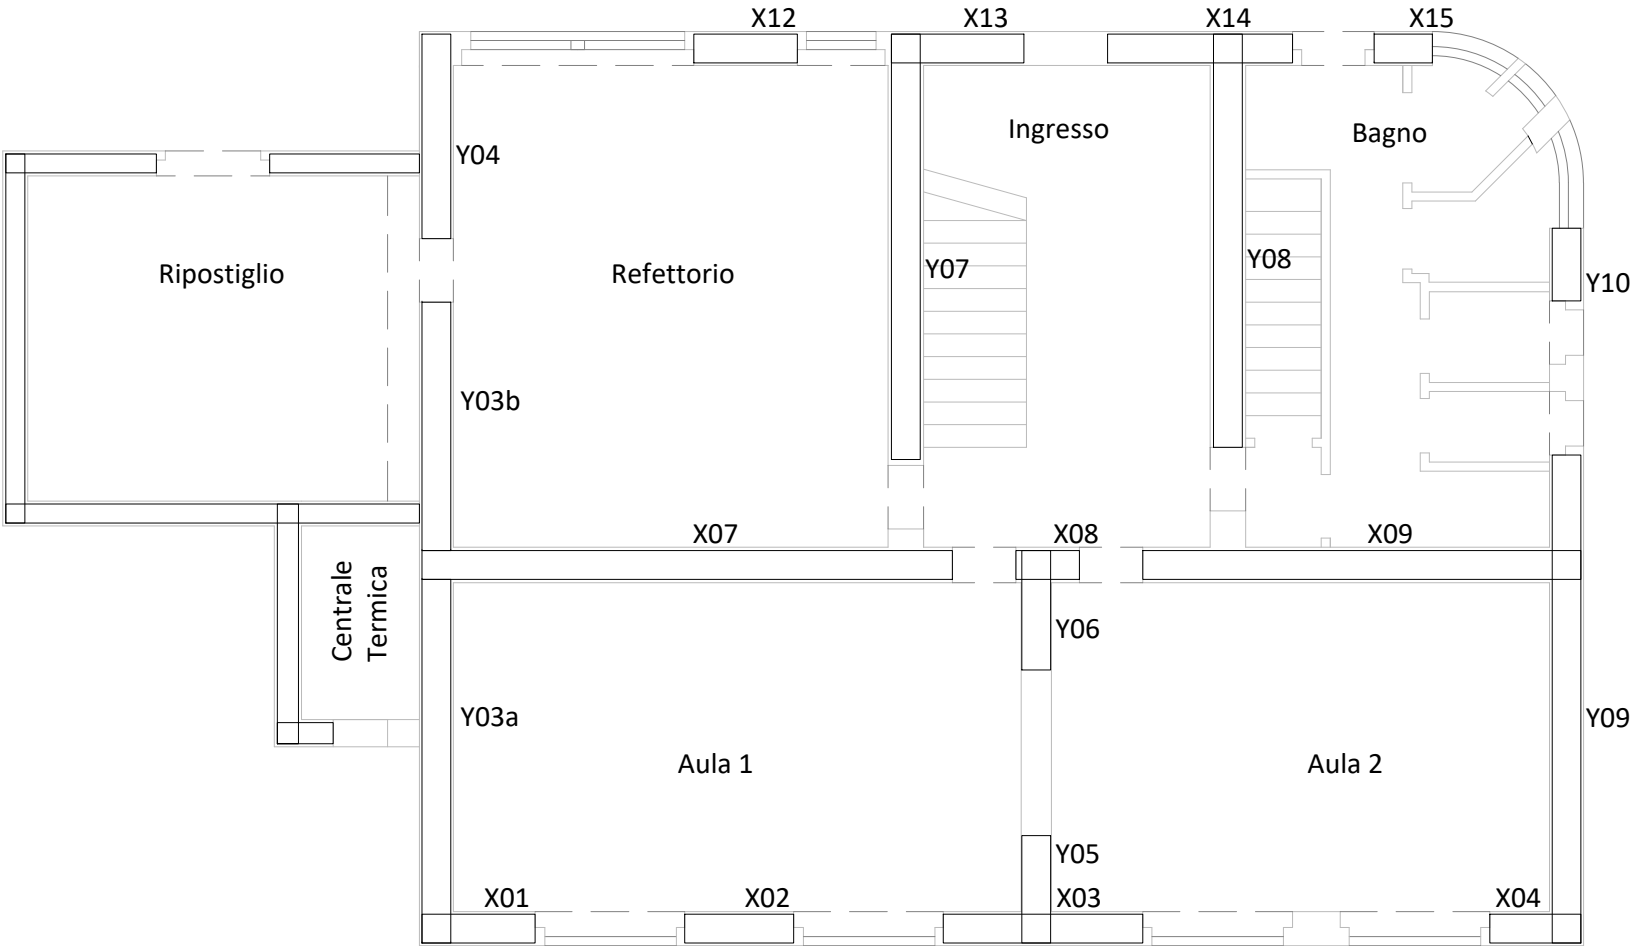 X12
X13
X14
X15
Ingresso
Bagno
Y04
Ripostiglio
Refettorio
Y07
Y08
Y10
Y03b
X07
X08
X09
Centrale
Termica
Y06
Y03a
Y09
Aula 1
Aula 2
Y05
X01
X02
X03
X04